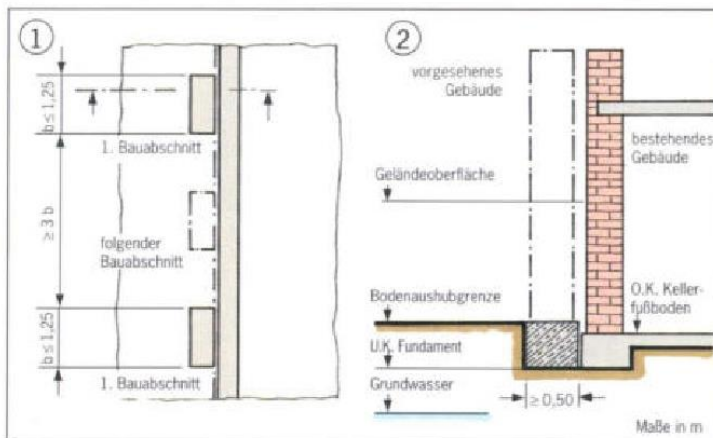 ①
b ≤ 1,25
1. Bauabschnitt
≥ 3 b
folgender
Bauabschnitt
b ≤ 1,25
1. Bauabschnitt
②
vorgesehenes
Gebäude
bestehendes
Gebäude
Geländeoberfläche
Bodenaushubgrenze
O.K. Keller-
fußboden
U.K. Fundament
Grundwasser
≥ 0,50
Maße in m